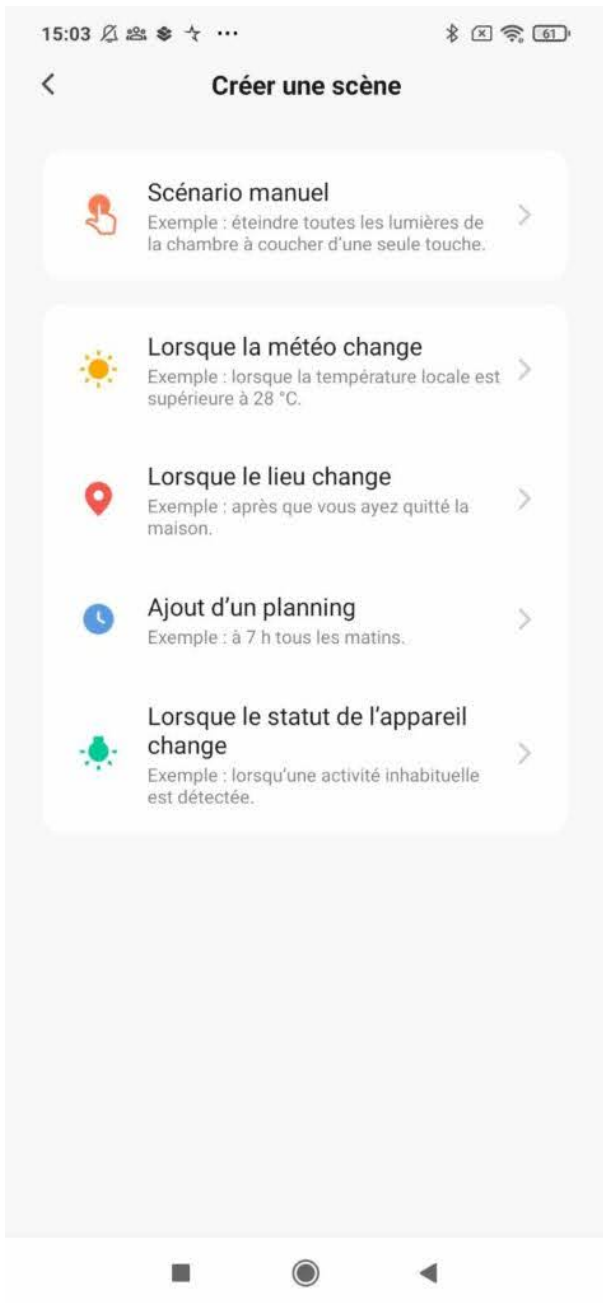 15:03 ...
61
Créer une scène
Scénario manuel
Exemple : éteindre toutes les lumières de
la chambre à coucher d'une seule touche.
Lorsque la météo change
Exemple : lorsque la température locale est
supérieure à 28 °C.
Lorsque le lieu change
Exemple : après que vous ayez quitté la
maison.
Ajout d'un planning
Exemple : à 7 h tous les matins.
Lorsque le statut de l'appareil
change
Exemple : lorsqu'une activité inhabituelle
est détectée.